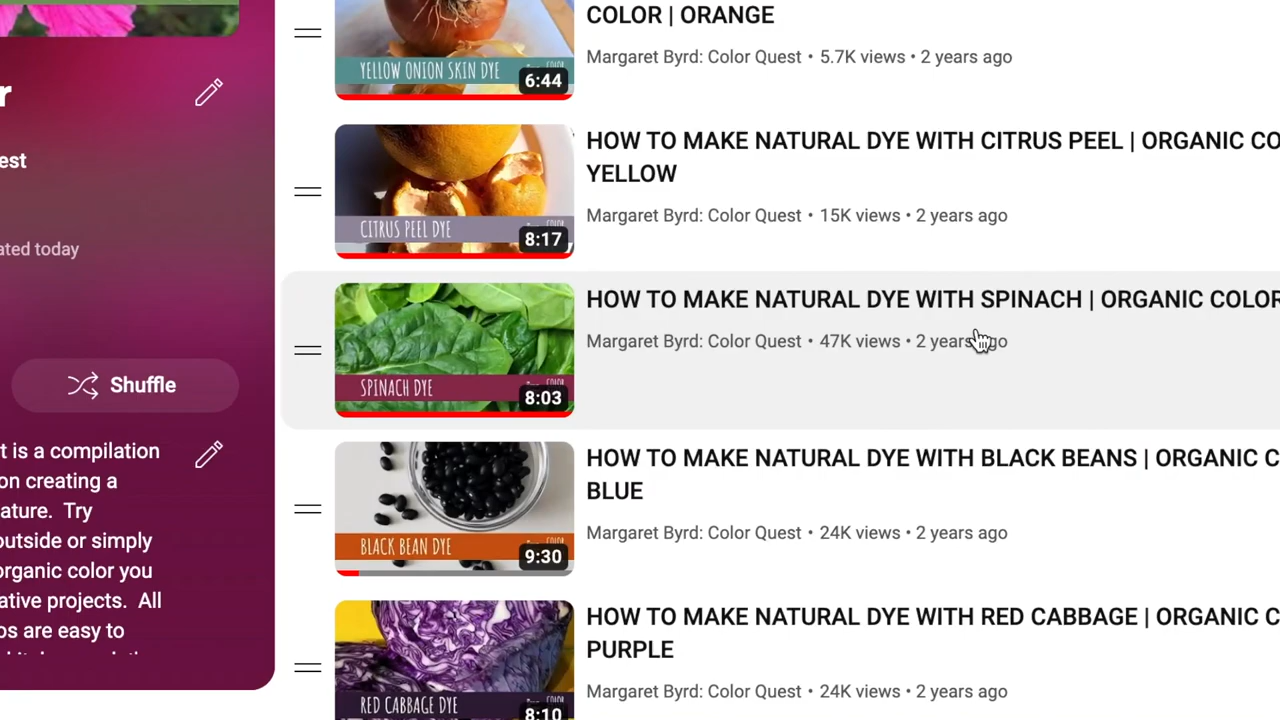 COLOR | ORANGE
Margaret Byrd: Color Quest • 5.7K views • 2 years ago
YELLOW ONION SKIN DYE
COLOR
6:44
HOW TO MAKE NATURAL DYE WITH CITRUS PEEL | ORGANIC CO
YELLOW
Margaret Byrd: Color Quest • 15K views • 2 years ago
CITRUS PEEL DYE
COLOR
8:17
HOW TO MAKE NATURAL DYE WITH SPINACH | ORGANIC COLOR
Margaret Byrd: Color Quest • 47K views • 2 years ago
SPINACH DYE
COLOR
8:03
HOW TO MAKE NATURAL DYE WITH BLACK BEANS | ORGANIC C
BLUE
Margaret Byrd: Color Quest • 24K views • 2 years ago
BLACK BEAN DYE
COLOR
9:30
HOW TO MAKE NATURAL DYE WITH RED CABBAGE | ORGANIC C
PURPLE
Margaret Byrd: Color Quest • 24K views • 2 years ago
RED CABBAGE DYE
COLOR
8:10
r
est
ated today
Shuffle
t is a compilation
on creating a
ature. Try
outside or simply
organic color you
ative projects. All
os are easy to